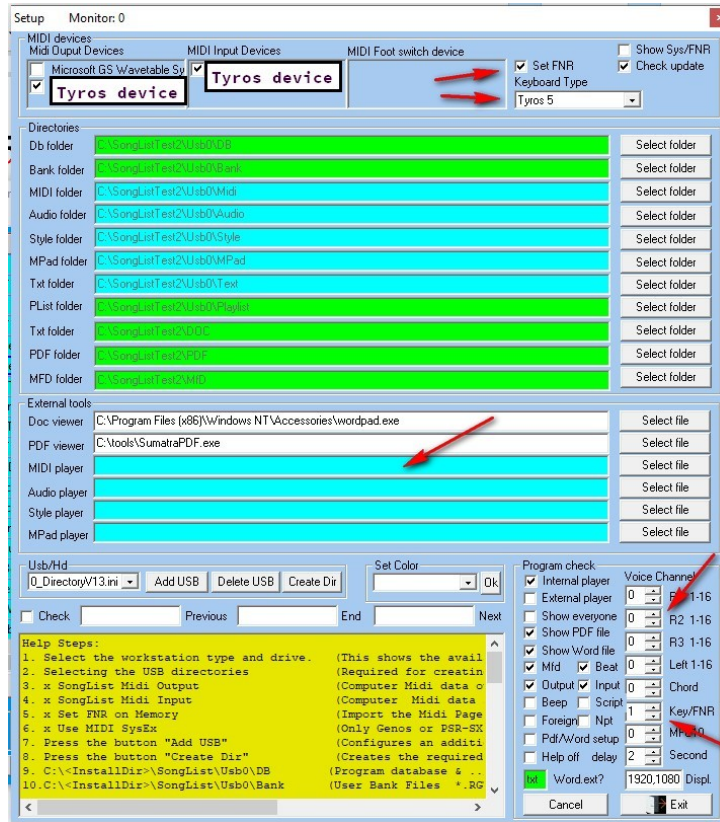 Setup Monitor: 0
MIDI devices
Midi Ouput Devices MIDI Input Devices MIDI Foot switch device
Show Sys/FNR
Microsoft GS Wavetable Sy
Set FNR Check update
Tyros device
Tyros device
Keyboard Type
Tyros 5
Directories
Db folder C:\SongListTest2\Usb0\DB Select folder
Bank folder C:\SongListTest2\Usb0\Bank Select folder
MIDI folder C:\SongListTest2\Usb0\Midi Select folder
Audio folder C:\SongListTest2\Usb0\Audio Select folder
Style folder C:\SongListTest2\Usb0\Style Select folder
MPad folder C:\SongListTest2\Usb0\MPad Select folder
Txt folder C:\SongListTest2\Usb0\Text Select folder
PList folder C:\SongListTest2\Usb0\Playlist Select folder
Txt folder C:\SongListTest2\DOC Select folder
PDF folder C:\SongListTest2\PDF Select folder
MFD folder C:\SongListTest2\MfD Select folder
External tools
Doc viewer C:\Program Files (x86)\Windows NT\Accessories\wordpad.exe Select file
PDF viewer C:\tools\SumatraPDF.exe Select file
MIDI player Select file
Audio player Select file
Style player Select file
MPad player Select file
Usb/Hd
0_DirectoryV13.ini Add USB Delete USB Create Dir
Set Color
Ok
Check Previous End Next
Help Steps:
1. Select the workstation type and drive. (This shows the avail
2. Selecting the USB directories (Required for creatin
3. x SongList Midi Output (Computer Midi data o
4. x SongList Midi Input (Computer Midi data
5. x Set FNR on Memory (Import the Midi Page
6. x Use MIDI SysEx (Only Genos or PSR-SX
7. Press the button "Add USB" (Configures an additi
8. Press the button "Create Dir" (Creates the required
9. C:\<InstallDir>\SongList\Usb0\DB (Program database & ..
10.C:\<InstallDir>\SongList\Usb0\Bank (User Bank Files *.RG
Program check
Internal player Voice Channel
External player 0 1-16
Show everyone 0 R2 1-16
Show PDF file
Show Word file 0 R3 1-16
Mfd Beat 0 Left 1-16
Output Input 0 Chord
Beep Script
Foreign Npt 1 Key/FNR
Pdf/Word setup 0
Help off delay 2 Second
txt Word.ext? 1920,1080 Displ.
Cancel Exit